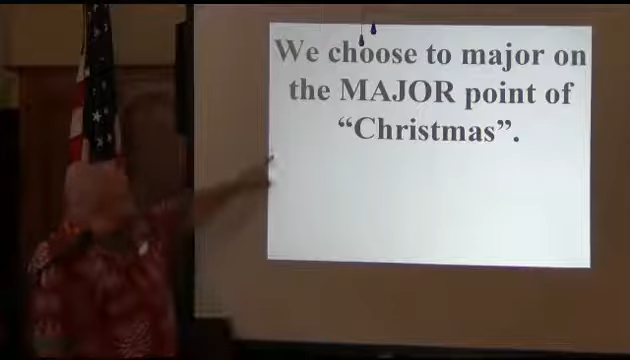 We choose to major on
the MAJOR point of
“Christmas”.